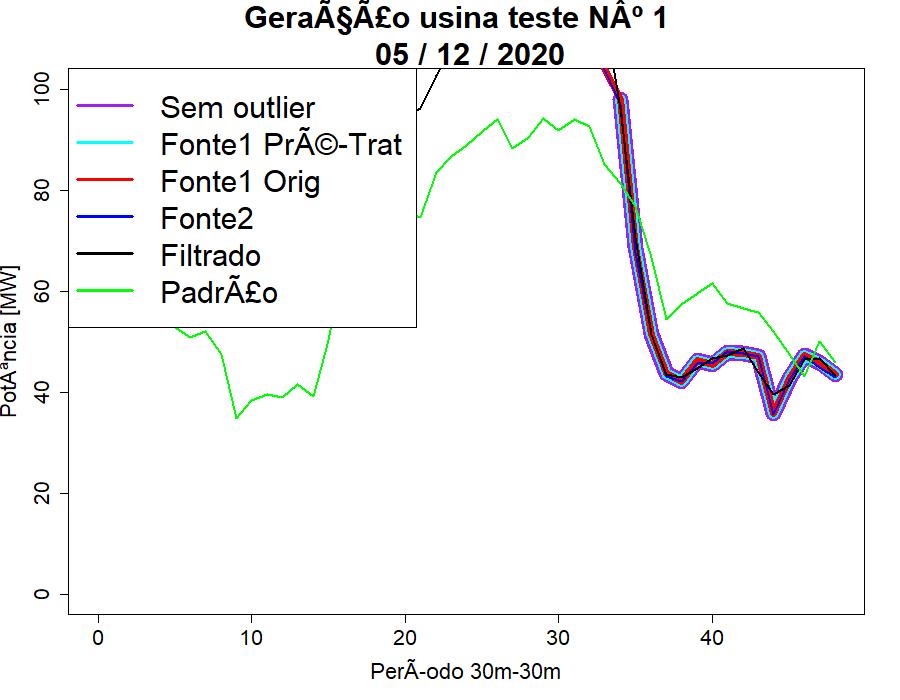 GeraÃ§Ã£o usina teste NÂº 1
05 / 12 / 2020
Sem outlier
Fonte1 PrÃ©-Trat
Fonte1 Orig
Fonte2
Filtrado
PadrÃ£o
PotÃªncia [MW]
100
80
60
40
20
0
0 10 20 30 40
PerÃ-odo 30m-30m